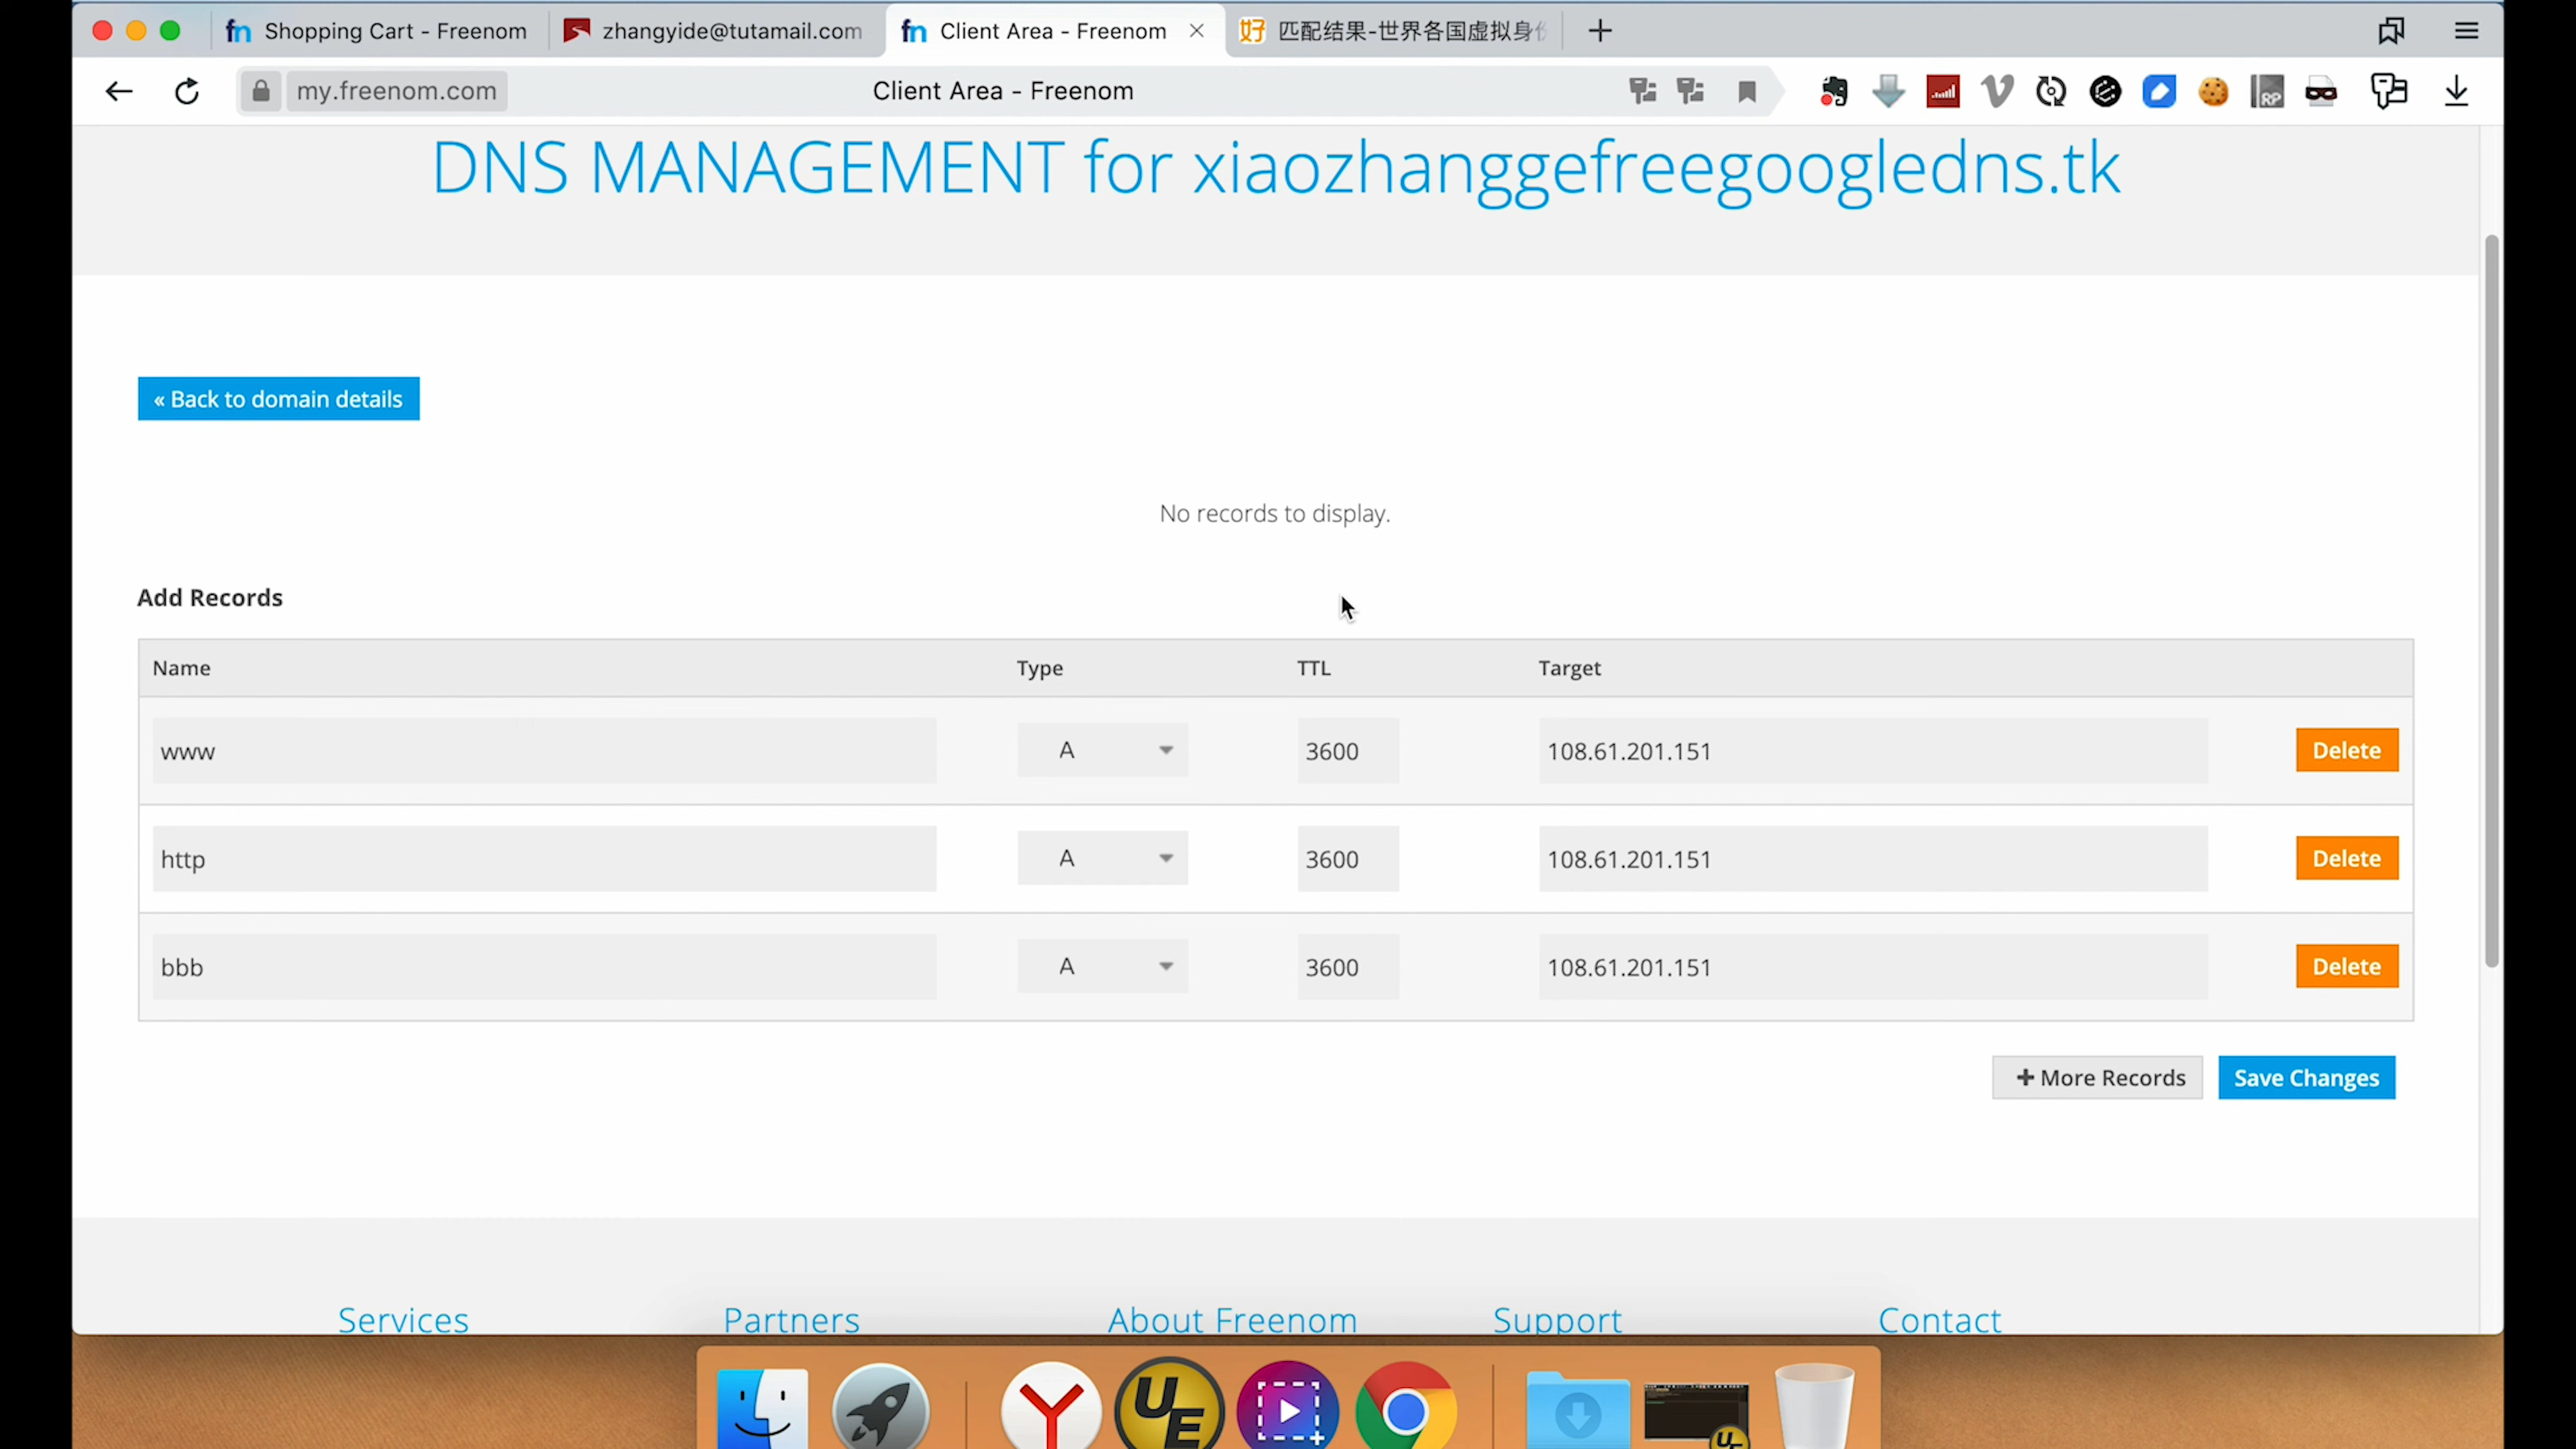 Shopping Cart - Freenom
zhangyide@tutamail.com
Client Area - Freenom
匹配结果-世界各国虚拟身份
my.freenom.com
Client Area - Freenom
RP
DNS MANAGEMENT for xiaozhanggefreegoogledns.tk
« Back to domain details
No records to display.
Add Records
Name Type TTL Target
www A 3600 108.61.201.151 Delete
http A 3600 108.61.201.151 Delete
bbb A 3600 108.61.201.151 Delete
+ More Records Save Changes
Services Partners About Freenom Support Contact
UE